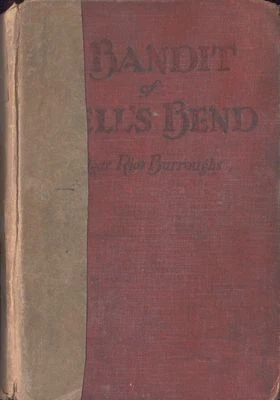 BANDIT
of
ELL'S BEND
gar Rice Burroughs